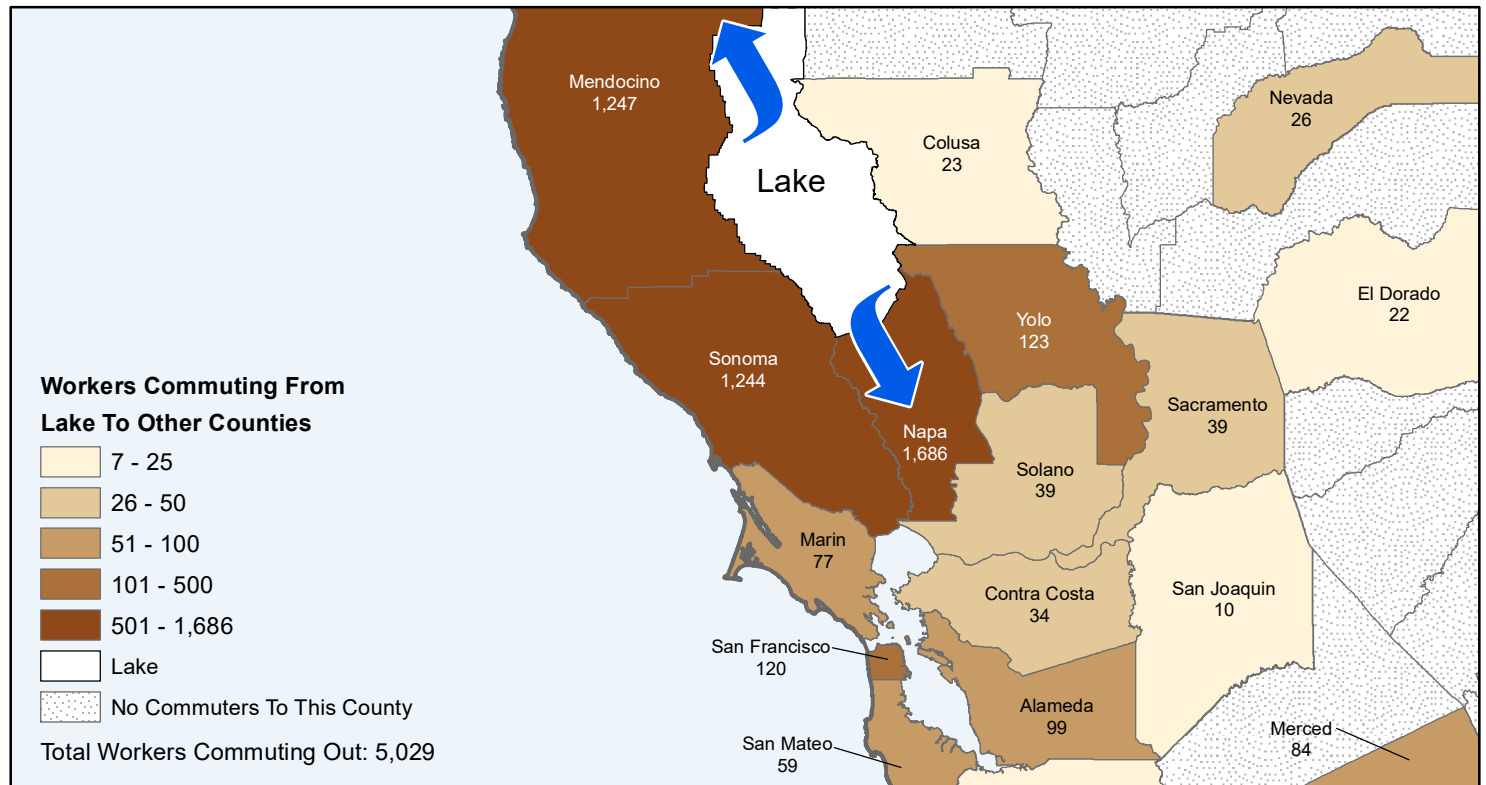 Mendocino
1,247
Nevada
26
Colusa
23
Lake
El Dorado
22
Yolo
123
Sonoma
1,244
Sacramento
39
Napa
1,686
Solano
39
Marin
77
Contra Costa
34
San Joaquin
10
San Francisco
120
Alameda
99
San Mateo
59
Merced
84
Workers Commuting From
Lake To Other Counties
7 - 25
26 - 50
51 - 100
101 - 500
501 - 1,686
Lake
No Commuters To This County
Total Workers Commuting Out: 5,029